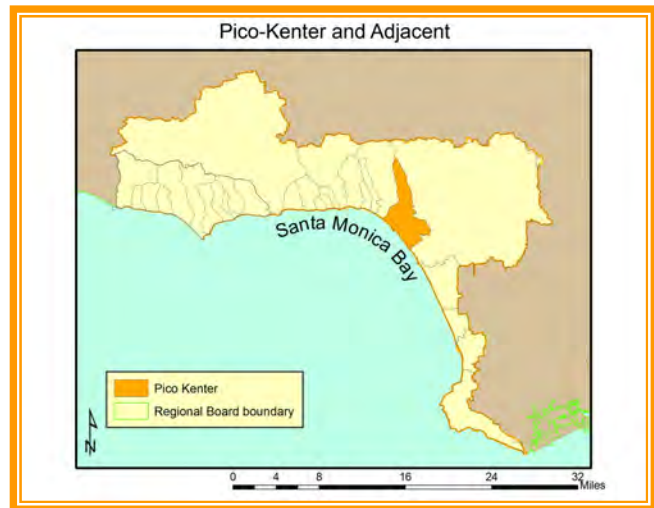 Pico-Kenter and Adjacent
Santa Monica Bay
Pico Kenter
Regional Board boundary
N
0 4 8 16 24 32
Miles